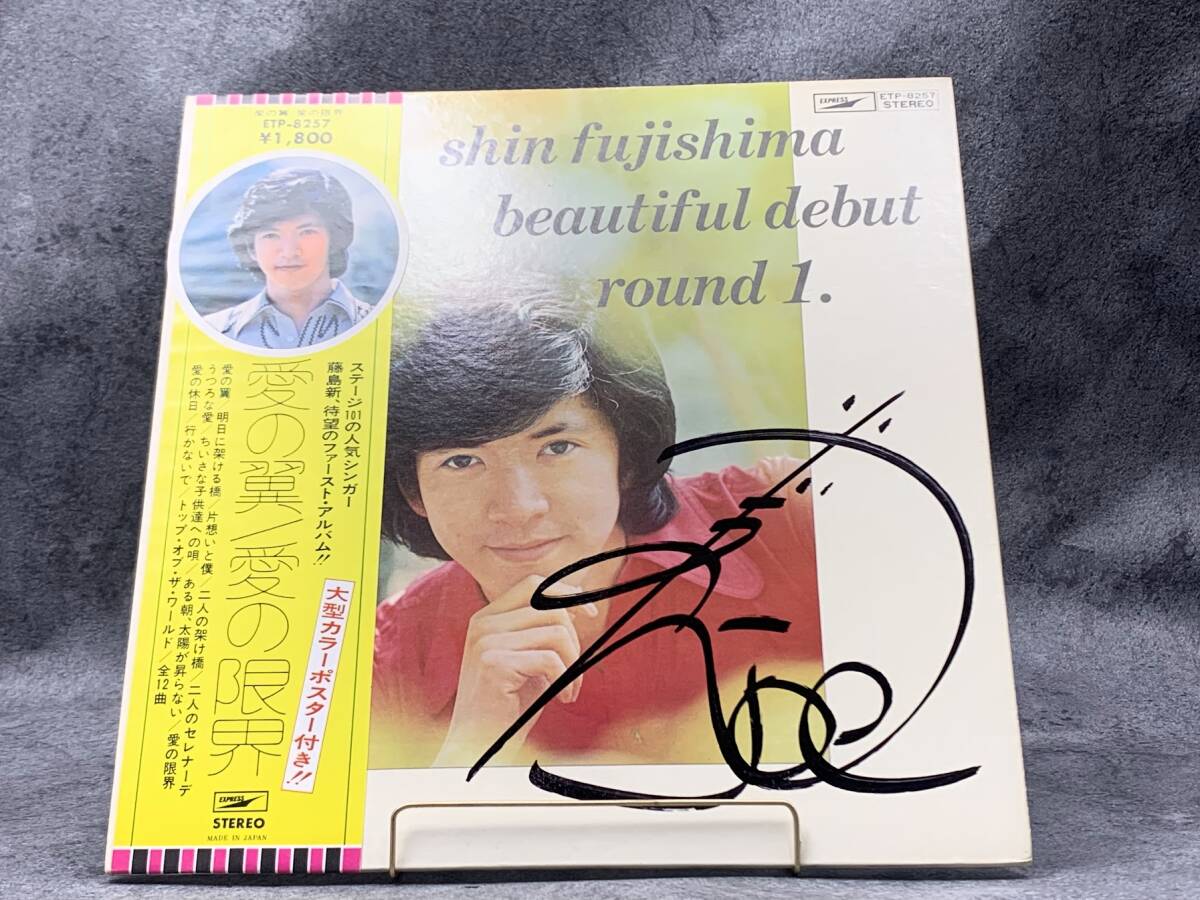 愛の翼 愛の限界
ETP-8257
¥1,800
ステージ101の人気シンガー
藤島新、待望のファースト・アルバム!!
愛の翼/明日に架ける橋/片想いと僕/二人の架け橋/二人のセレナーデ
うつろな愛/ちいさな子供達への唄/ある朝、太陽が昇らない/愛の限界
愛の休日/行かないで/トップ・オブ・ザ・ワールド/全12曲
愛の翼/愛の限界
大型カラーポスター付き!!
EXPRESS
STEREO
MADE IN JAPAN
EXPRESS
ETP-8257
STEREO
shin fujishima
beautiful debut
round 1.